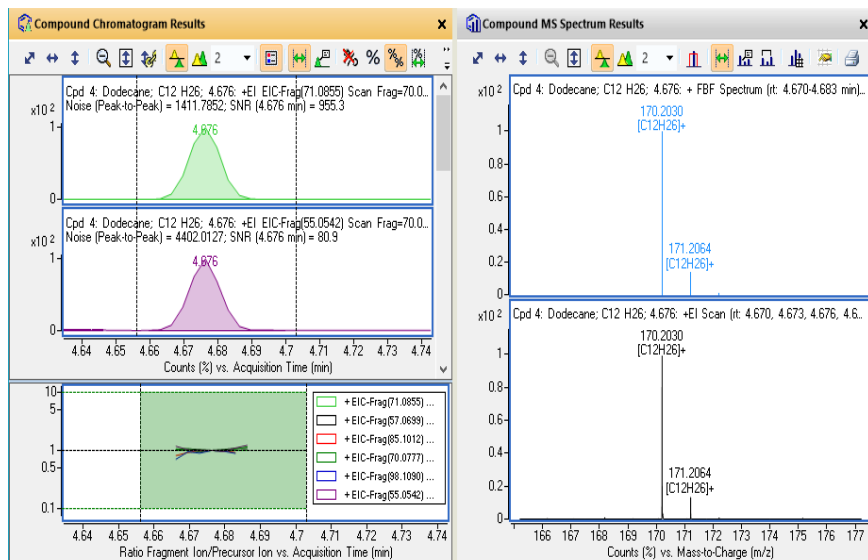 Compound Chromatogram Results
x
2
%
%
Cpd 4: Dodecane; C12 H26; 4.676: +EI EIC-Frag(71.0855) Scan Frag=70.0...
Noise (Peak-to-Peak) = 1411.7852; SNR (4.676 min) = 955.3
x10 2
4.676
1
0
Cpd 4: Dodecane; C12 H26; 4.676: +EI EIC-Frag(55.0542) Scan Frag=70.0...
Noise (Peak-to-Peak) = 4402.0127; SNR (4.676 min) = 80.9
x10 2
4.676
1
0
4.64 4.65 4.66 4.67 4.68 4.69 4.7 4.71 4.72 4.73 4.74
Counts (%) vs. Acquisition Time (min)
10
5
1
0.5
0.1
+EIC-Frag(71.0855) ...
+EIC-Frag(57.0699) ...
+EIC-Frag(85.1012) ...
+EIC-Frag(70.0777) ...
+EIC-Frag(98.1090) ...
+EIC-Frag(55.0542) ...
4.64 4.65 4.66 4.67 4.68 4.69 4.7 4.71 4.72 4.73 4.74
Ratio Fragment Ion/Precursor Ion vs. Acquisition Time (min)
Compound MS Spectrum Results
x
2
x10 2
Cpd 4: Dodecane; C12 H26; 4.676: + FBF Spectrum (rt: 4.670-4.683 min)...
170.2030
[C12H26]+
1
0.8
0.6
0.4
171.2064
[C12H26]+
0.2
0
x10 2
Cpd 4: Dodecane; C12 H26; 4.676: +EI Scan (rt: 4.670, 4.673, 4.676, 4.6...
170.2030
[C12H26]+
1
0.8
0.6
0.4
171.2064
[C12H26]+
0.2
0
166 167 168 169 170 171 172 173 174 175 176 177
Counts (%) vs. Mass-to-Charge (m/z)